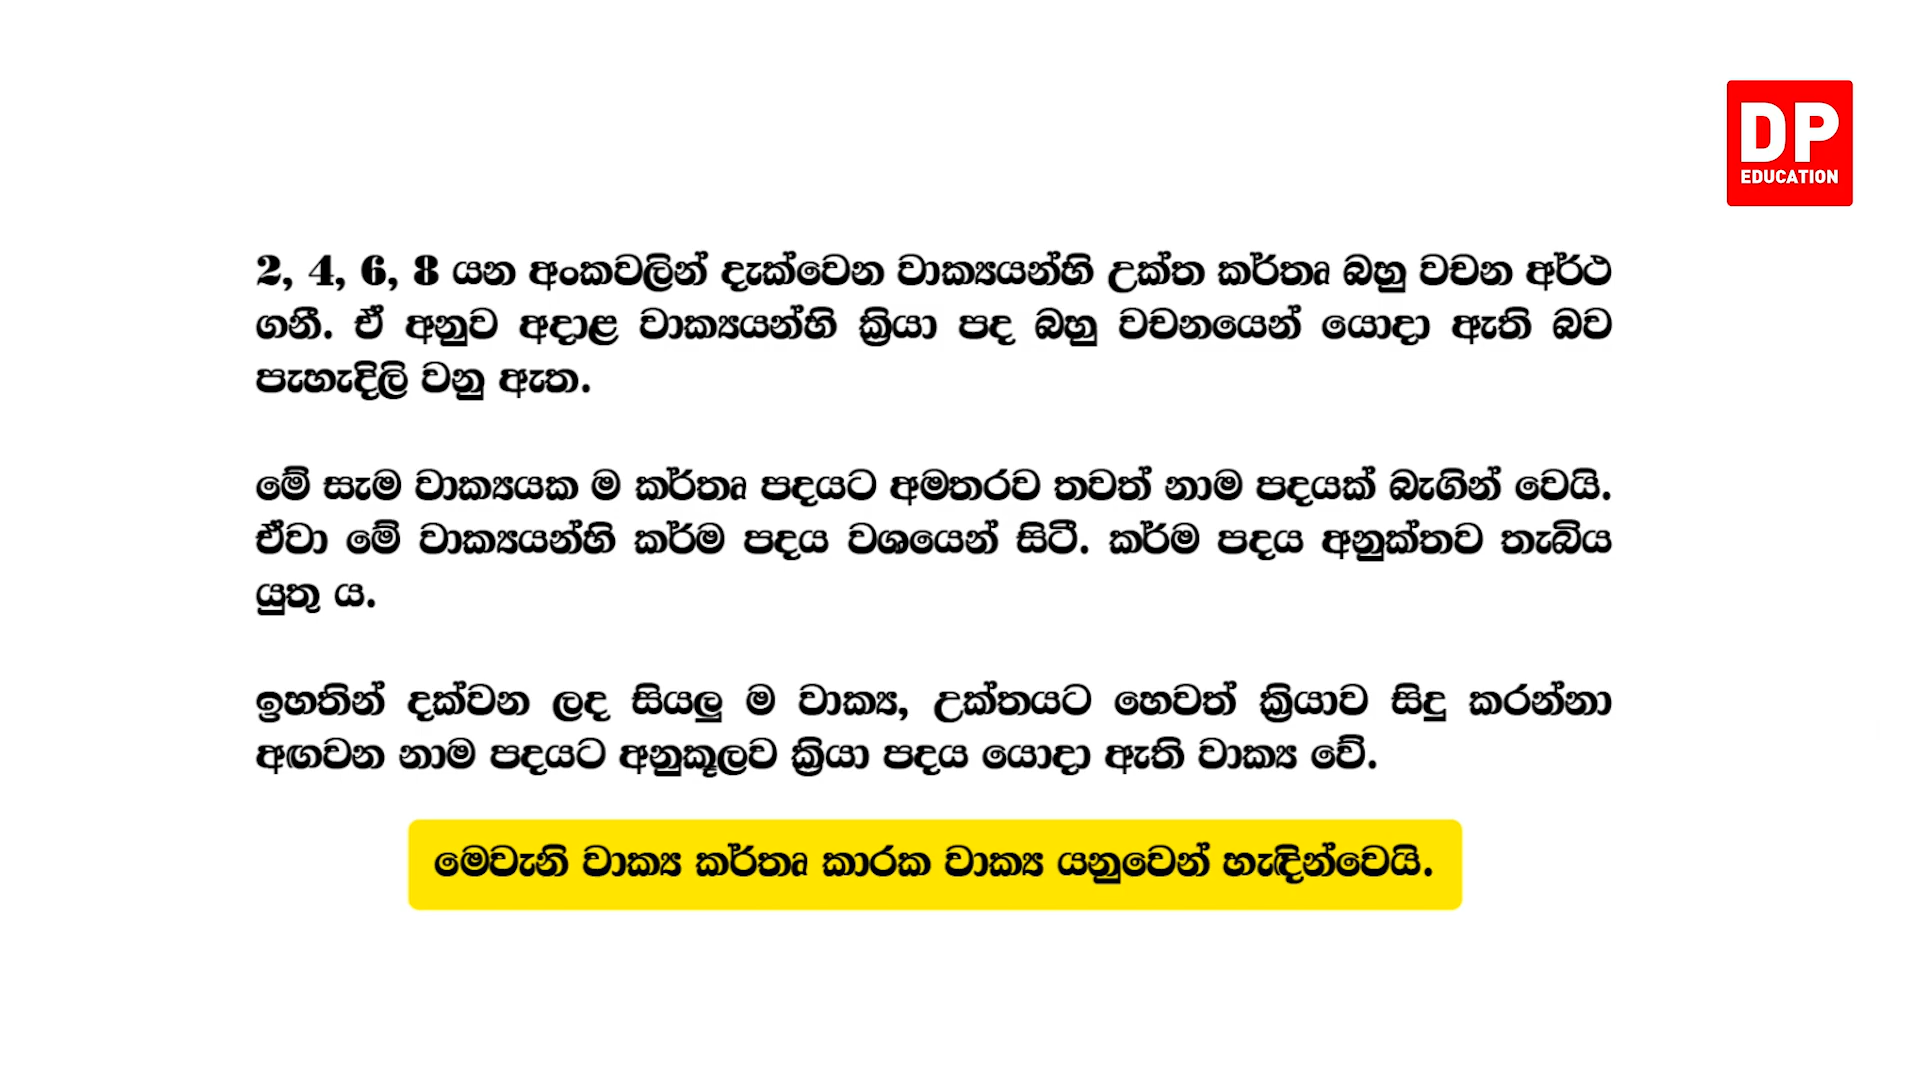 DP
EDUCATION
2, 4, 6, 8 යන අංකවලින් දැක්වෙන වාක්‍යයන්හි උක්ත කර්තෘ බහු වචන අර්ථ
ගනී. ඒ අනුව අදාළ වාක්‍යයන්හි ක්‍රියා පද බහු වචනයෙන් යොදා ඇති බව
පැහැදිලි වනු ඇත.
මේ සැම වාක්‍යයක ම කර්තෘ පදයට අමතරව තවත් නාම පදයක් බැගින් වෙයි.
ඒවා මේ වාක්‍යයන්හි කර්ම පදය වශයෙන් සිටී. කර්ම පදය අනුක්තව තැබිය
යුතු ය.
ඉහතින් දක්වන ලද සියලු ම වාක්‍ය, උක්තයට හෙවත් ක්‍රියාව සිදු කරන්නා
අඟවන නාම පදයට අනුකූලව ක්‍රියා පදය යොදා ඇති වාක්‍ය වේ.
මෙවැනි වාක්‍ය කර්තෘ කාරක වාක්‍ය යනුවෙන් හැඳින්වෙයි.